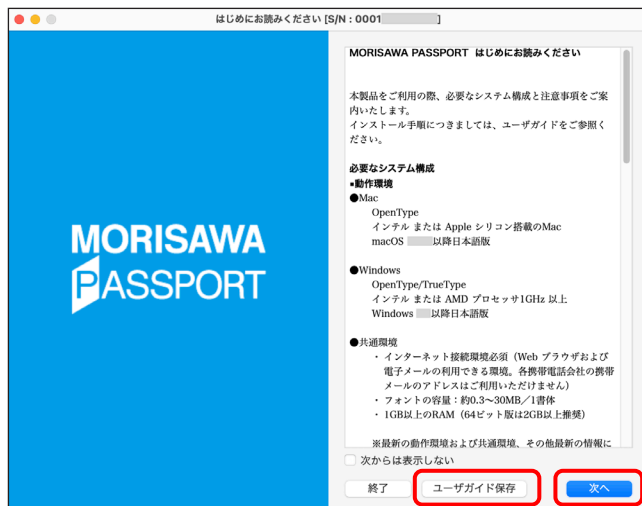 はじめにお読みください [S/N : 0001 ]
MORISAWA
PASSPORT
MORISAWA PASSPORT はじめにお読みください
本製品をご利用の際、必要なシステム構成と注意事項をご案
内いたします。
インストール手順につきましては、ユーザガイドをご参照く
ださい。
必要なシステム構成
▪動作環境
●Mac
OpenType
インテル または Apple シリコン搭載のMac
macOS 以降日本語版
●Windows
OpenType/TrueType
インテル または AMD プロセッサ1GHz 以上
Windows 以降日本語版
●共通環境
・インターネット接続環境必須（Web ブラウザおよび
電子メールの利用できる環境。各携帯電話会社の携帯
メールのアドレスはご利用いただけません）
・フォントの容量：約0.3〜30MB／1書体
・1GB以上のRAM（64ビット版は2GB以上推奨）
※最新の動作環境および共通環境、その他最新の情報に
次からは表示しない
終了
ユーザガイド保存
次へ